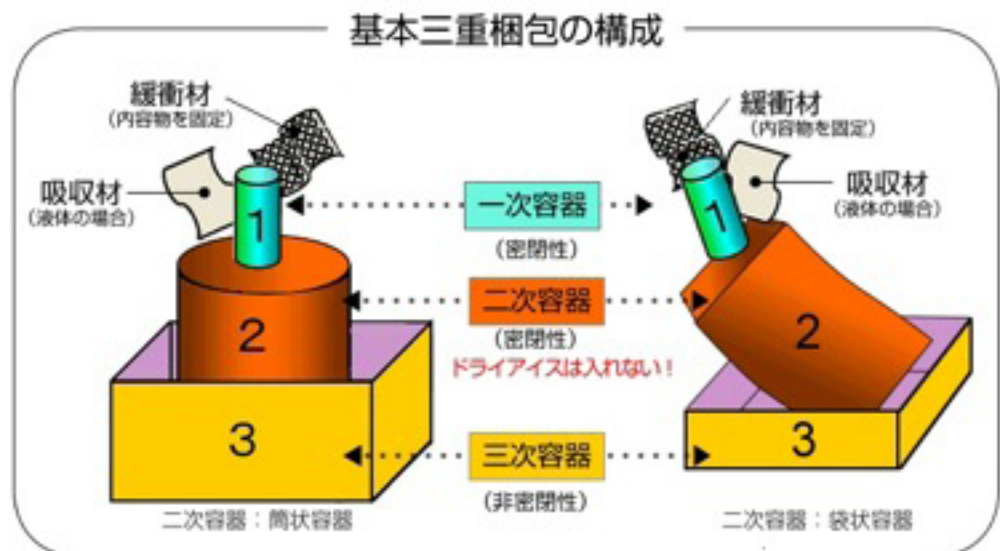 基本三重梱包の構成
緩衝材
(内容物を固定)
吸収材
(液体の場合)
1
2
3
二次容器：筒状容器
一次容器
(密閉性)
二次容器
(密閉性)
ドライアイスは入れない！
三次容器
(非密閉性)
緩衝材
(内容物を固定)
吸収材
(液体の場合)
1
2
3
二次容器：袋状容器